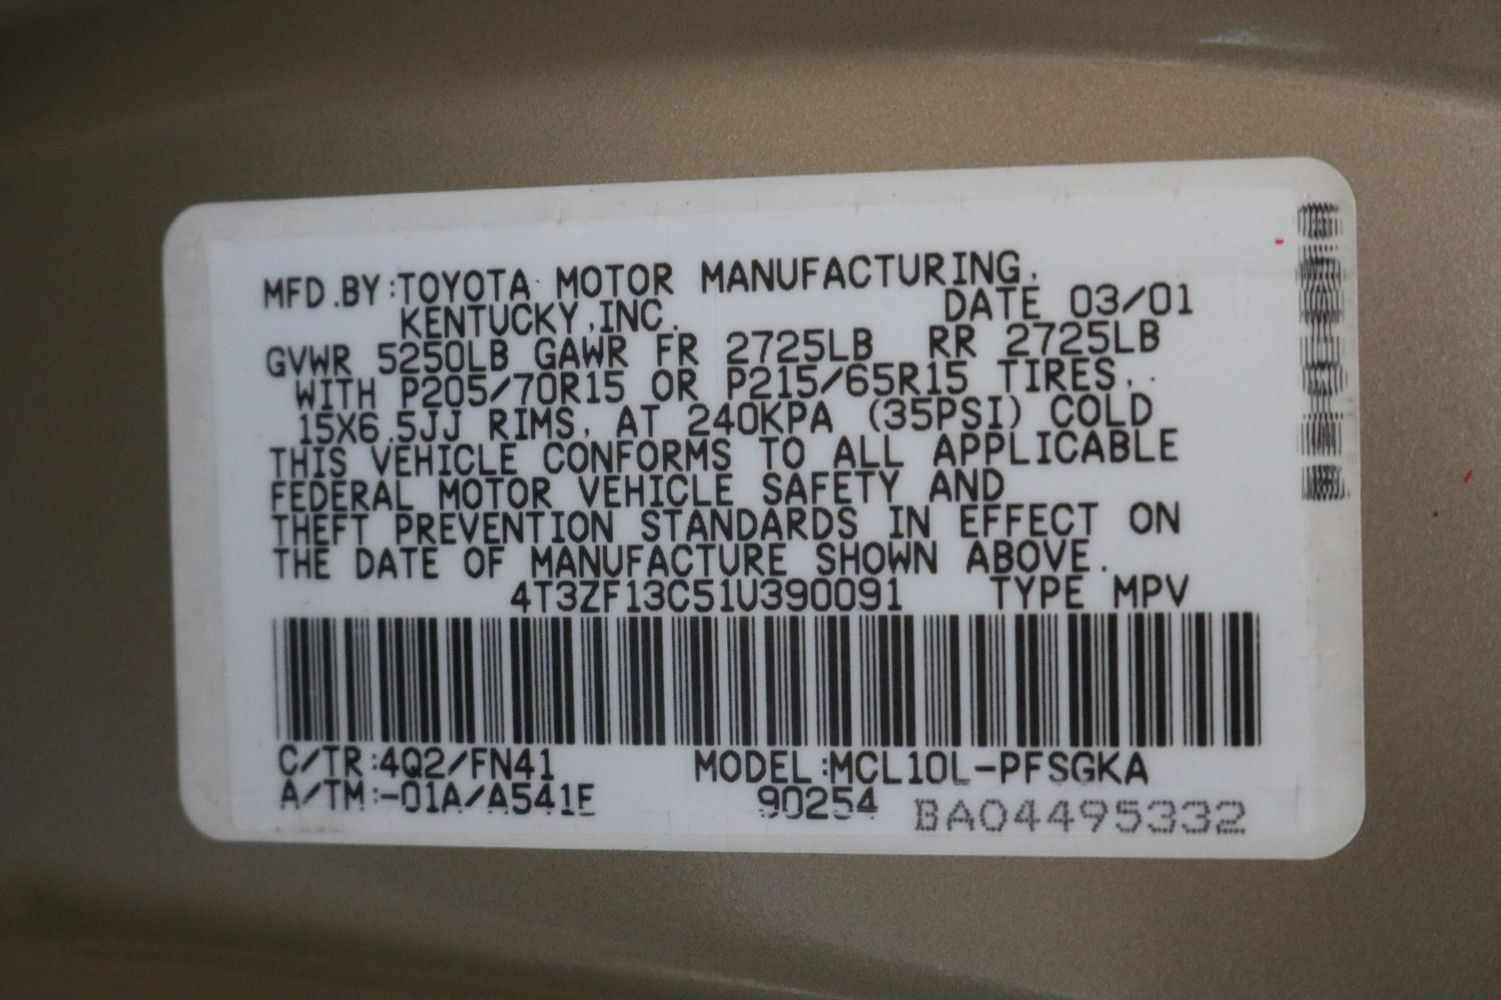 MFD.BY:TOYOTA MOTOR MANUFACTURING.
KENTUCKY,INC. DATE 03/01
GVWR 5250LB GAWR FR 2725LB RR 2725LB
WITH P205/70R15 OR P215/65R15 TIRES,
15X6.5JJ RIMS, AT 240KPA (35PSI) COLD
THIS VEHICLE CONFORMS TO ALL APPLICABLE
FEDERAL MOTOR VEHICLE SAFETY AND
THEFT PREVENTION STANDARDS IN EFFECT ON
THE DATE OF MANUFACTURE SHOWN ABOVE.
4T3ZF13C51U390091 TYPE MPV
C/TR:4Q2/FN41 MODEL:MCL10L-PFSGKA
A/TM:-01A/A541E 90254 BA04495332